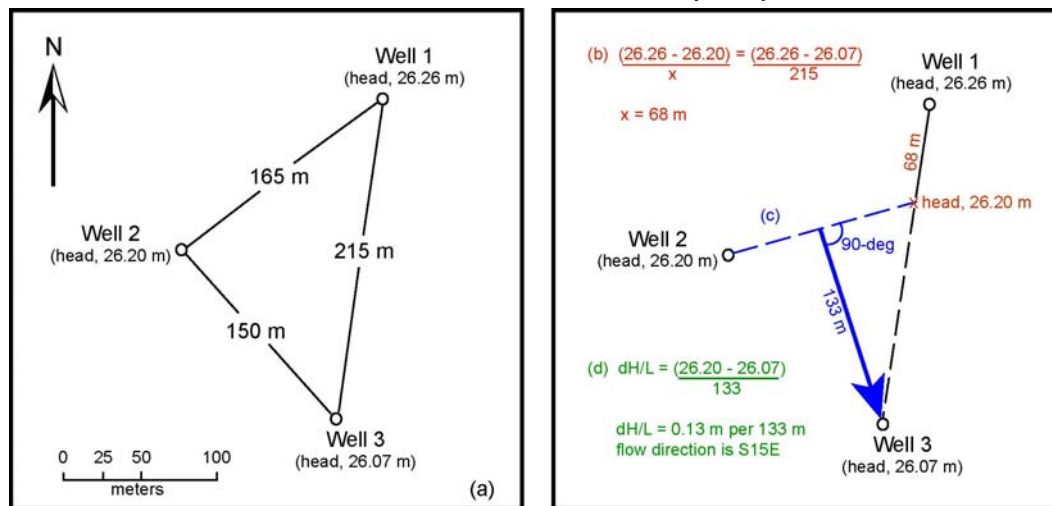 N
Well 1
(head, 26.26 m)
165 m
Well 2
(head, 26.20 m)
215 m
150 m
Well 3
(head, 26.07 m)
0 25 50 100
meters
(a)
(b) (26.26 - 26.20) = (26.26 - 26.07)
x 215
x = 68 m
Well 1
(head, 26.26 m)
68 m
x head, 26.20 m
(c)
90-deg
Well 2
(head, 26.20 m)
133 m
(d) dH/L = (26.20 - 26.07)
133
dH/L = 0.13 m per 133 m
flow direction is S15E
Well 3
(head, 26.07 m)